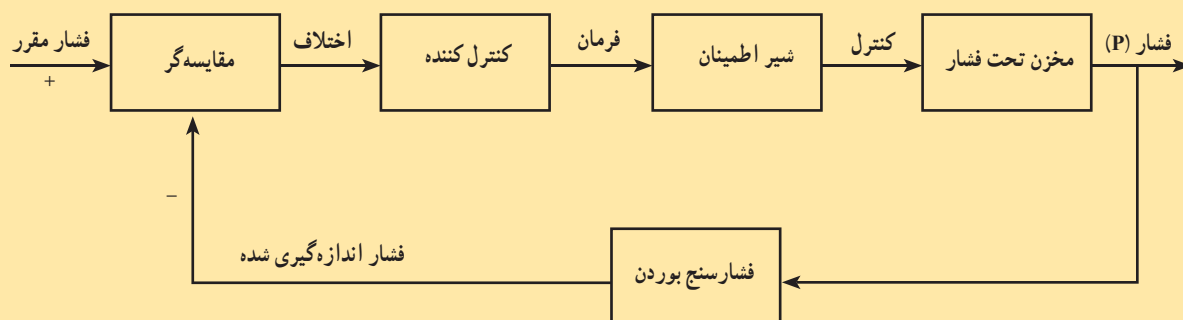 فشار مقرر
+
مقایسه‌گر
اختلاف
کنترل کننده
فرمان
شیر اطمینان
کنترل
مخزن تحت فشار
فشار (P)
−
فشار اندازه‌گیری شده
فشارسنج بوردن